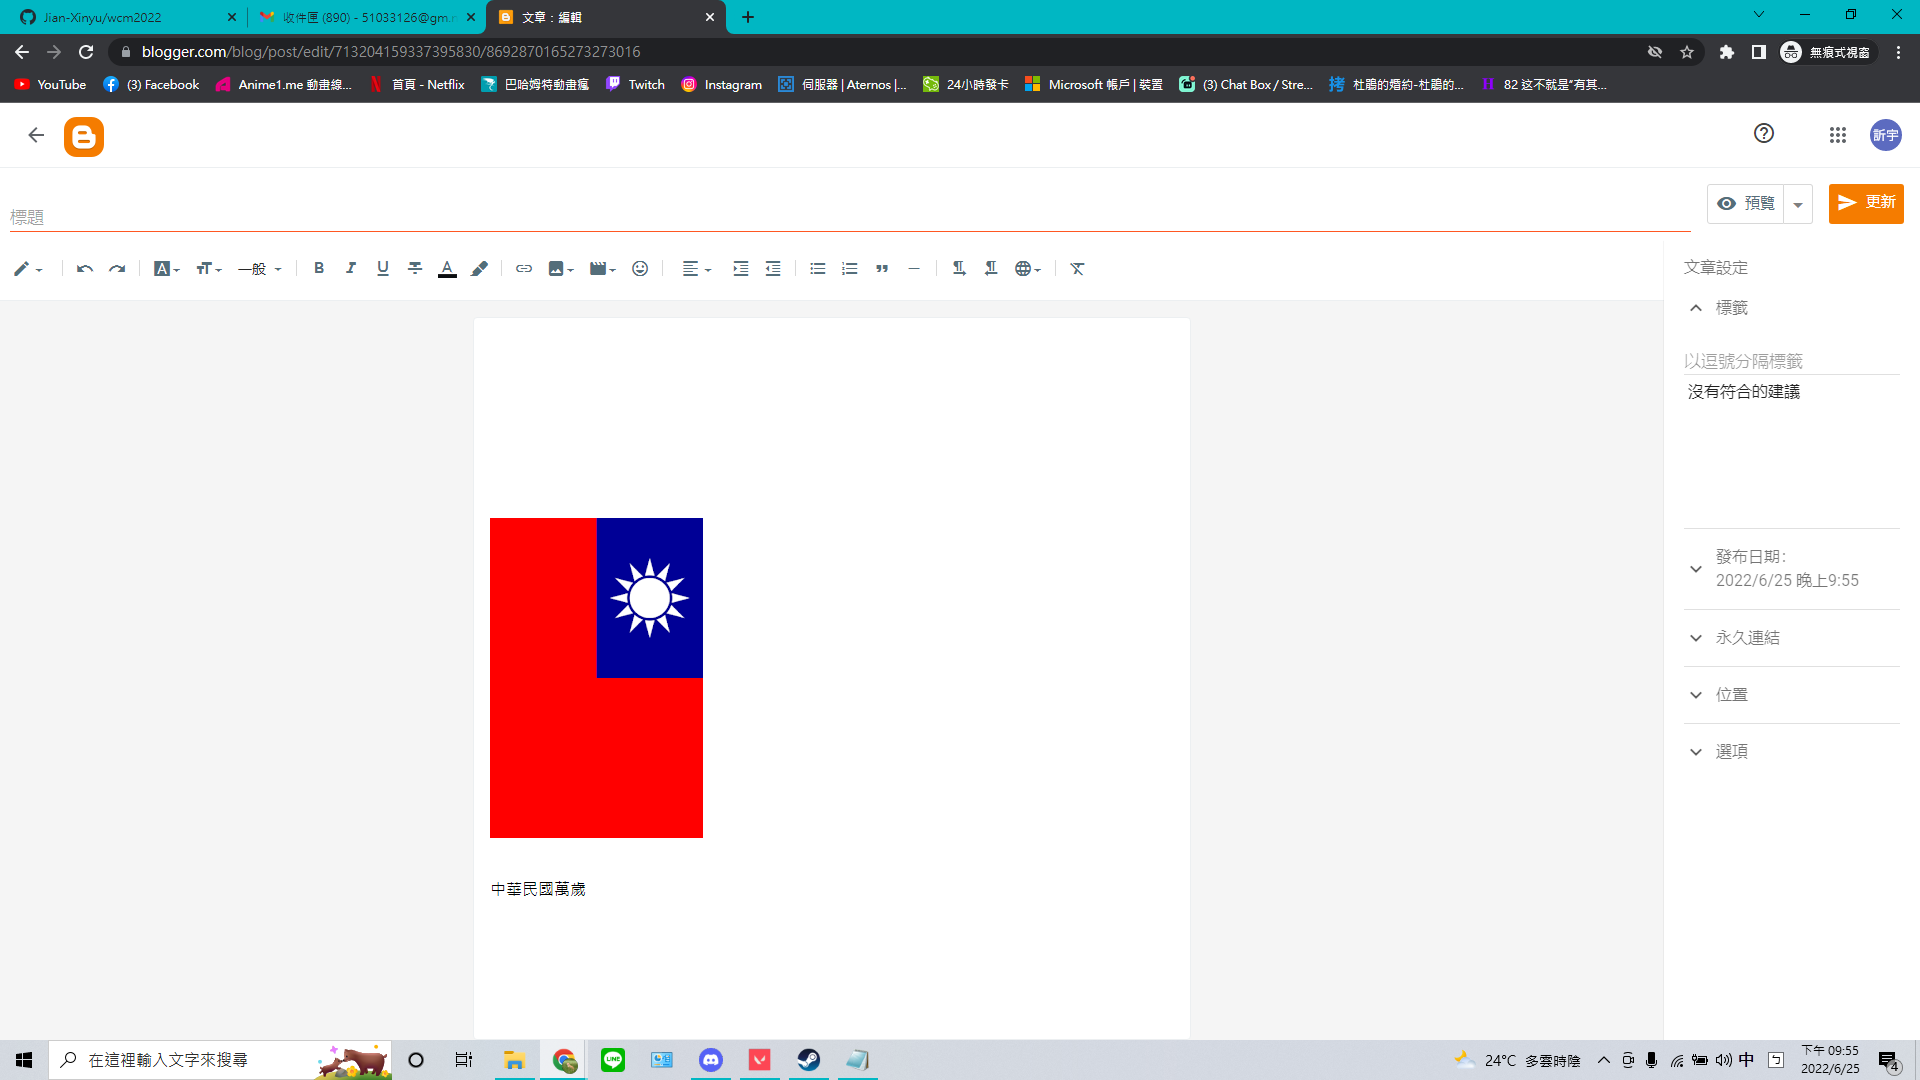 Jian-Xinyu/wcm2022
收件匣 (890) - 51033126@gm.n
文章：編輯
blogger.com/blog/post/edit/713204159337395830/8692870165273273016
無痕式視窗
YouTube
(3) Facebook
Anime1.me 動畫線...
首頁 - Netflix
巴哈姆特動畫瘋
Twitch
Instagram
伺服器 | Aternos |...
24小時發卡
Microsoft 帳戶 | 裝置
(3) Chat Box / Stre...
杜鵑的婚約-杜鵑的...
82 这不就是“有其...
訢宇
標題
預覽
更新
一般
文章設定
標籤
以逗號分隔標籤
沒有符合的建議
發布日期：
2022/6/25 晚上9:55
永久連結
位置
選項
中華民國萬歲
在這裡輸入文字來搜尋
LINE
24°C 多雲時陰
中
下午 09:55
2022/6/25
4